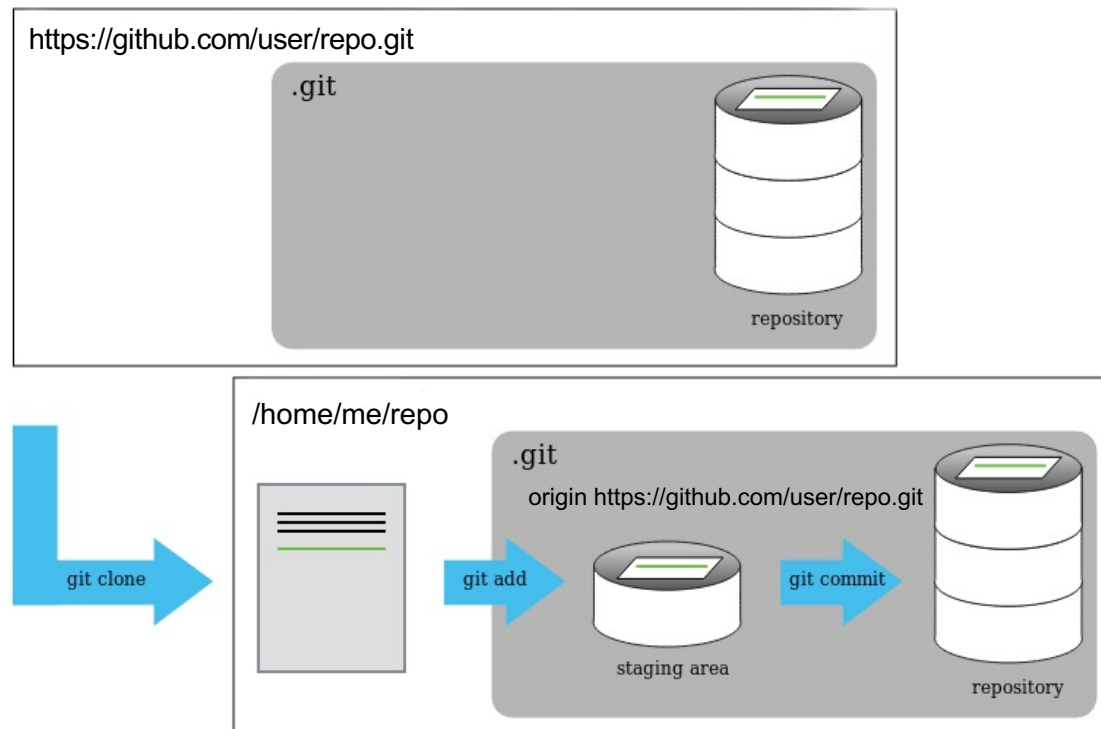 https://github.com/user/repo.git
.git
repository
/home/me/repo
.git
origin https://github.com/user/repo.git
git clone
git add
git commit
staging area
repository